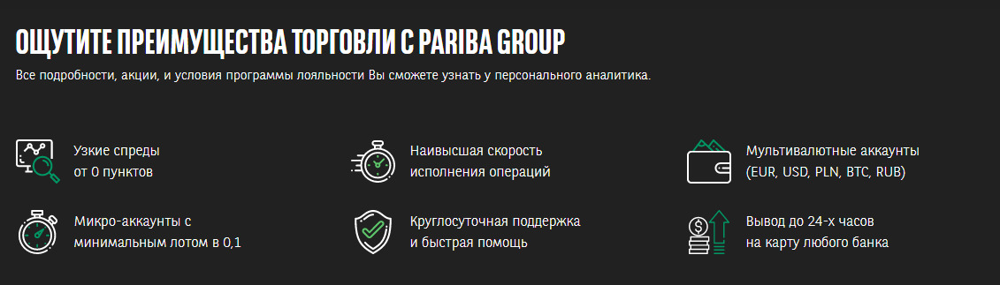 ОЩУТИТЕ ПРЕИМУЩЕСТВА ТОРГОВЛИ С PARIBA GROUP
Все подробности, акции, и условия программы лояльности Вы сможете узнать у персонального аналитика.
Узкие спреды
от 0 пунктов
Наивысшая скорость
исполнения операций
Мультивалютные аккаунты
(EUR, USD, PLN, BTC, RUB)
Микро-аккаунты с
минимальным лотом в 0,1
Круглосуточная поддержка
и быстрая помощь
Вывод до 24-х часов
на карту любого банка